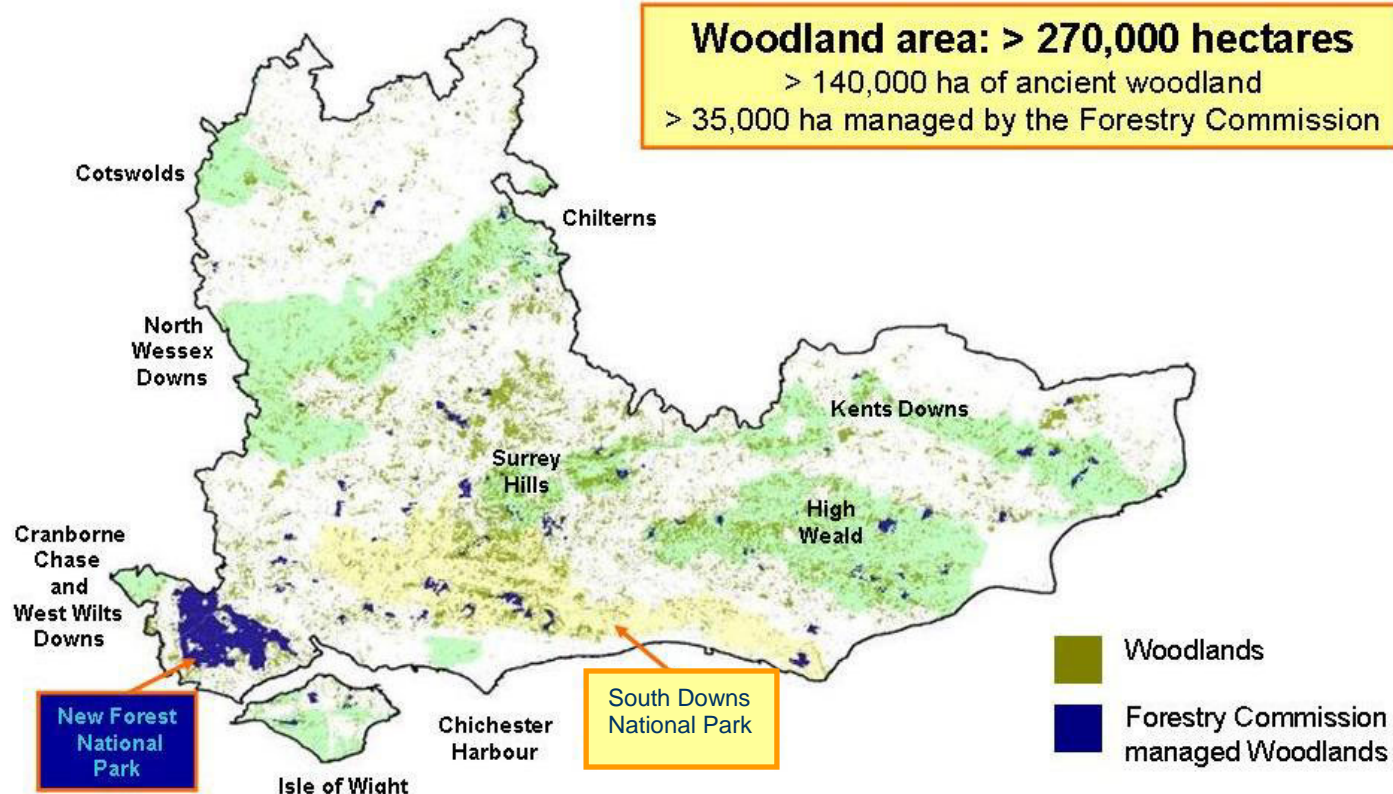 Woodland area: > 270,000 hectares
> 140,000 ha of ancient woodland
> 35,000 ha managed by the Forestry Commission
Cotswolds
Chilterns
North
Wessex
Downs
Kents Downs
Surrey
Hills
High
Weald
Cranborne
Chase
and
West Wilts
Downs
New Forest
National
Park
Isle of Wight
Chichester
Harbour
South Downs
National Park
Woodlands
Forestry Commission
managed Woodlands